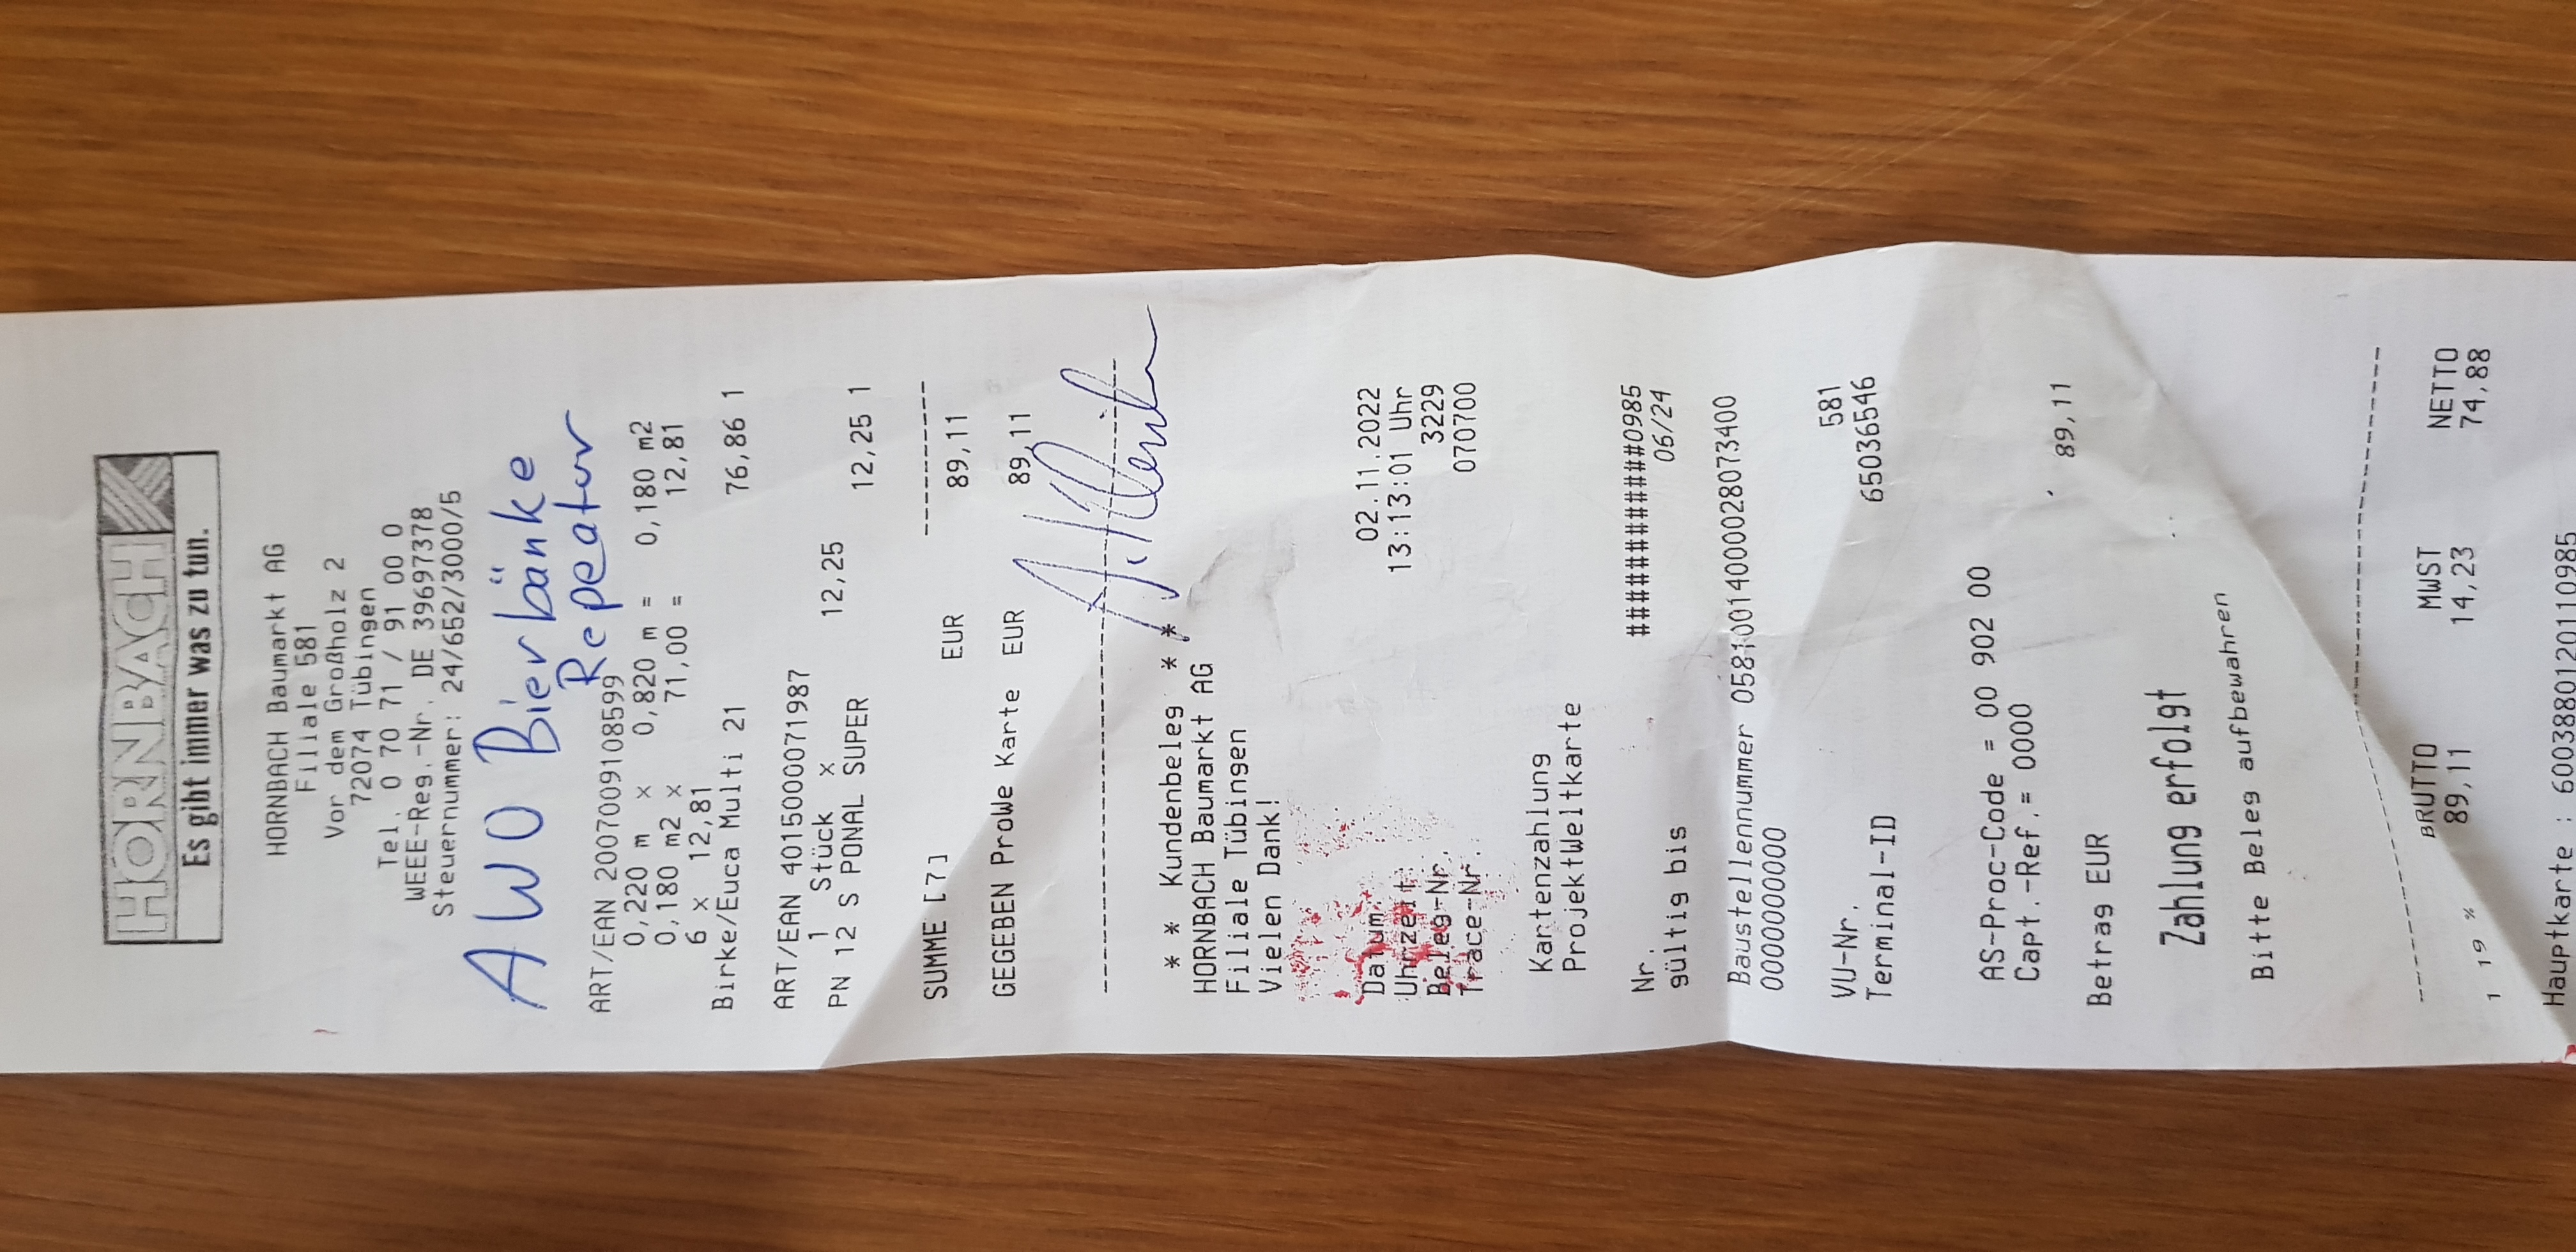 HORNBACH
Es gibt immer was zu tun.
HORNBACH Baumarkt AG
Filiale 581
Vor dem Großholz 2
72074 Tübingen
Tel. 0 70 71 / 91 00 0
WEEE-Reg.-Nr. DE 39697378
Steuernummer: 24/652/3000/5
AWO Bierbänke
Repeatur
ART/EAN 2007009108599
0,220 m x 0,820 m = 0,180 m2
0,180 m2 x 71,00 = 12,81
6 x 12,81
Birke/Euca Multi 21 76,86 1
ART/EAN 4015000071987
1 Stück x 12,25
PN 12 S PONAL SUPER 12,25 1
SUMME [7] EUR 89,11
GEGEBEN ProWe Karte EUR 89,11
* * Kundenbeleg * *
HORNBACH Baumarkt AG
Filiale Tübingen
Vielen Dank!
Datum: 02.11.2022
Uhrzeit: 13:13:01 Uhr
Beleg-Nr. 3229
Trace-Nr. 070700
Kartenzahlung
ProjektWeltkarte
Nr. ############0985
gültig bis 06/24
Baustellennummer 05810014000028073400
0000000000
VU-Nr. 581
Terminal-ID 65036546
AS-Proc-Code = 00 902 00
Capt.-Ref.= 0000
Betrag EUR 89,11
Zahlung erfolgt
Bitte Beleg aufbewahren
BRUTTO MWST NETTO
1 19 % 89,11 14,23 74,88
Hauptkarte : 6003880120110985